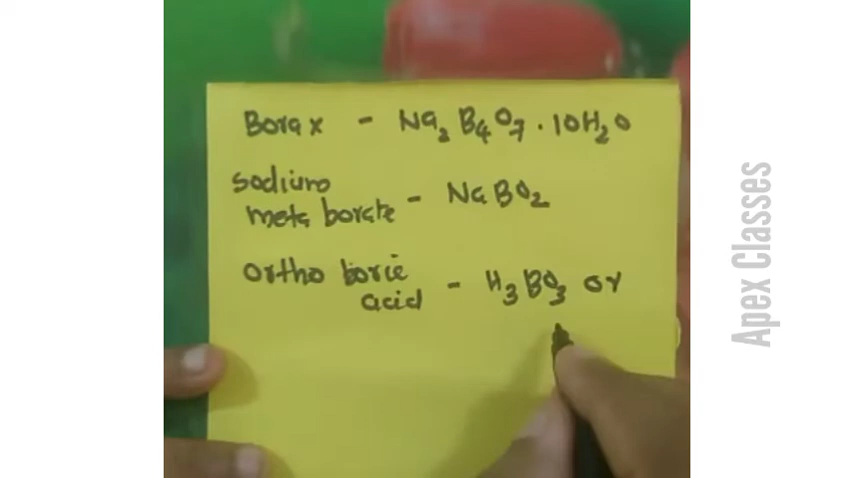 Borax - Na₂B₄O₇.10H₂O
sodium
meta borate - NaBO₂
ortho boric
acid - H₃BO₃ or
Apex Classes